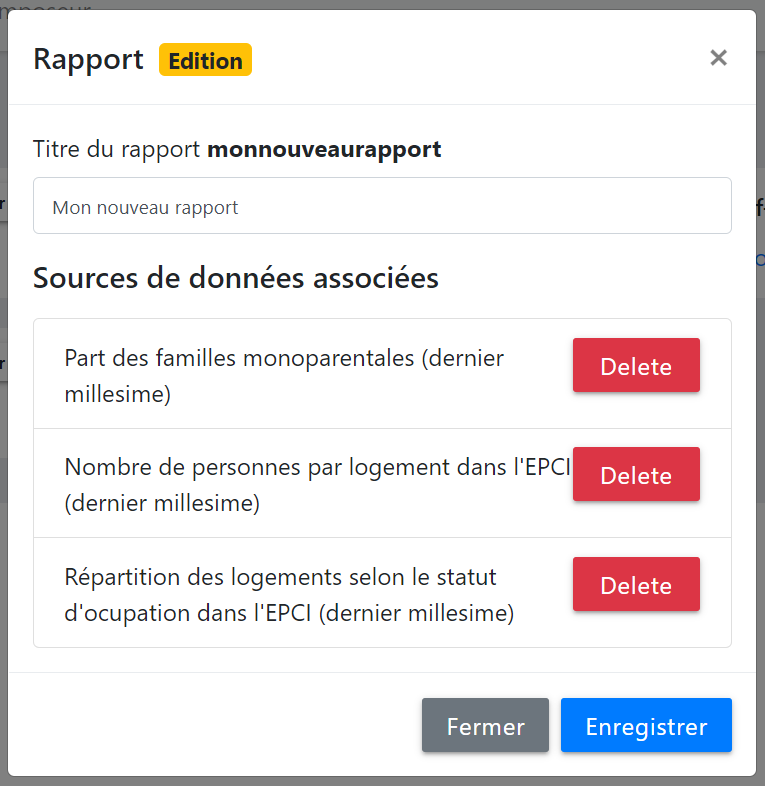 Rapport Edition ×
Titre du rapport monnouveaurapport
Mon nouveau rapport
Sources de données associées
Part des familles monoparentales (dernier
millesime)
Delete
Nombre de personnes par logement dans l'EPCI
(dernier millesime)
Delete
Répartition des logements selon le statut
d'ocupation dans l'EPCI (dernier millesime)
Delete
Fermer Enregistrer